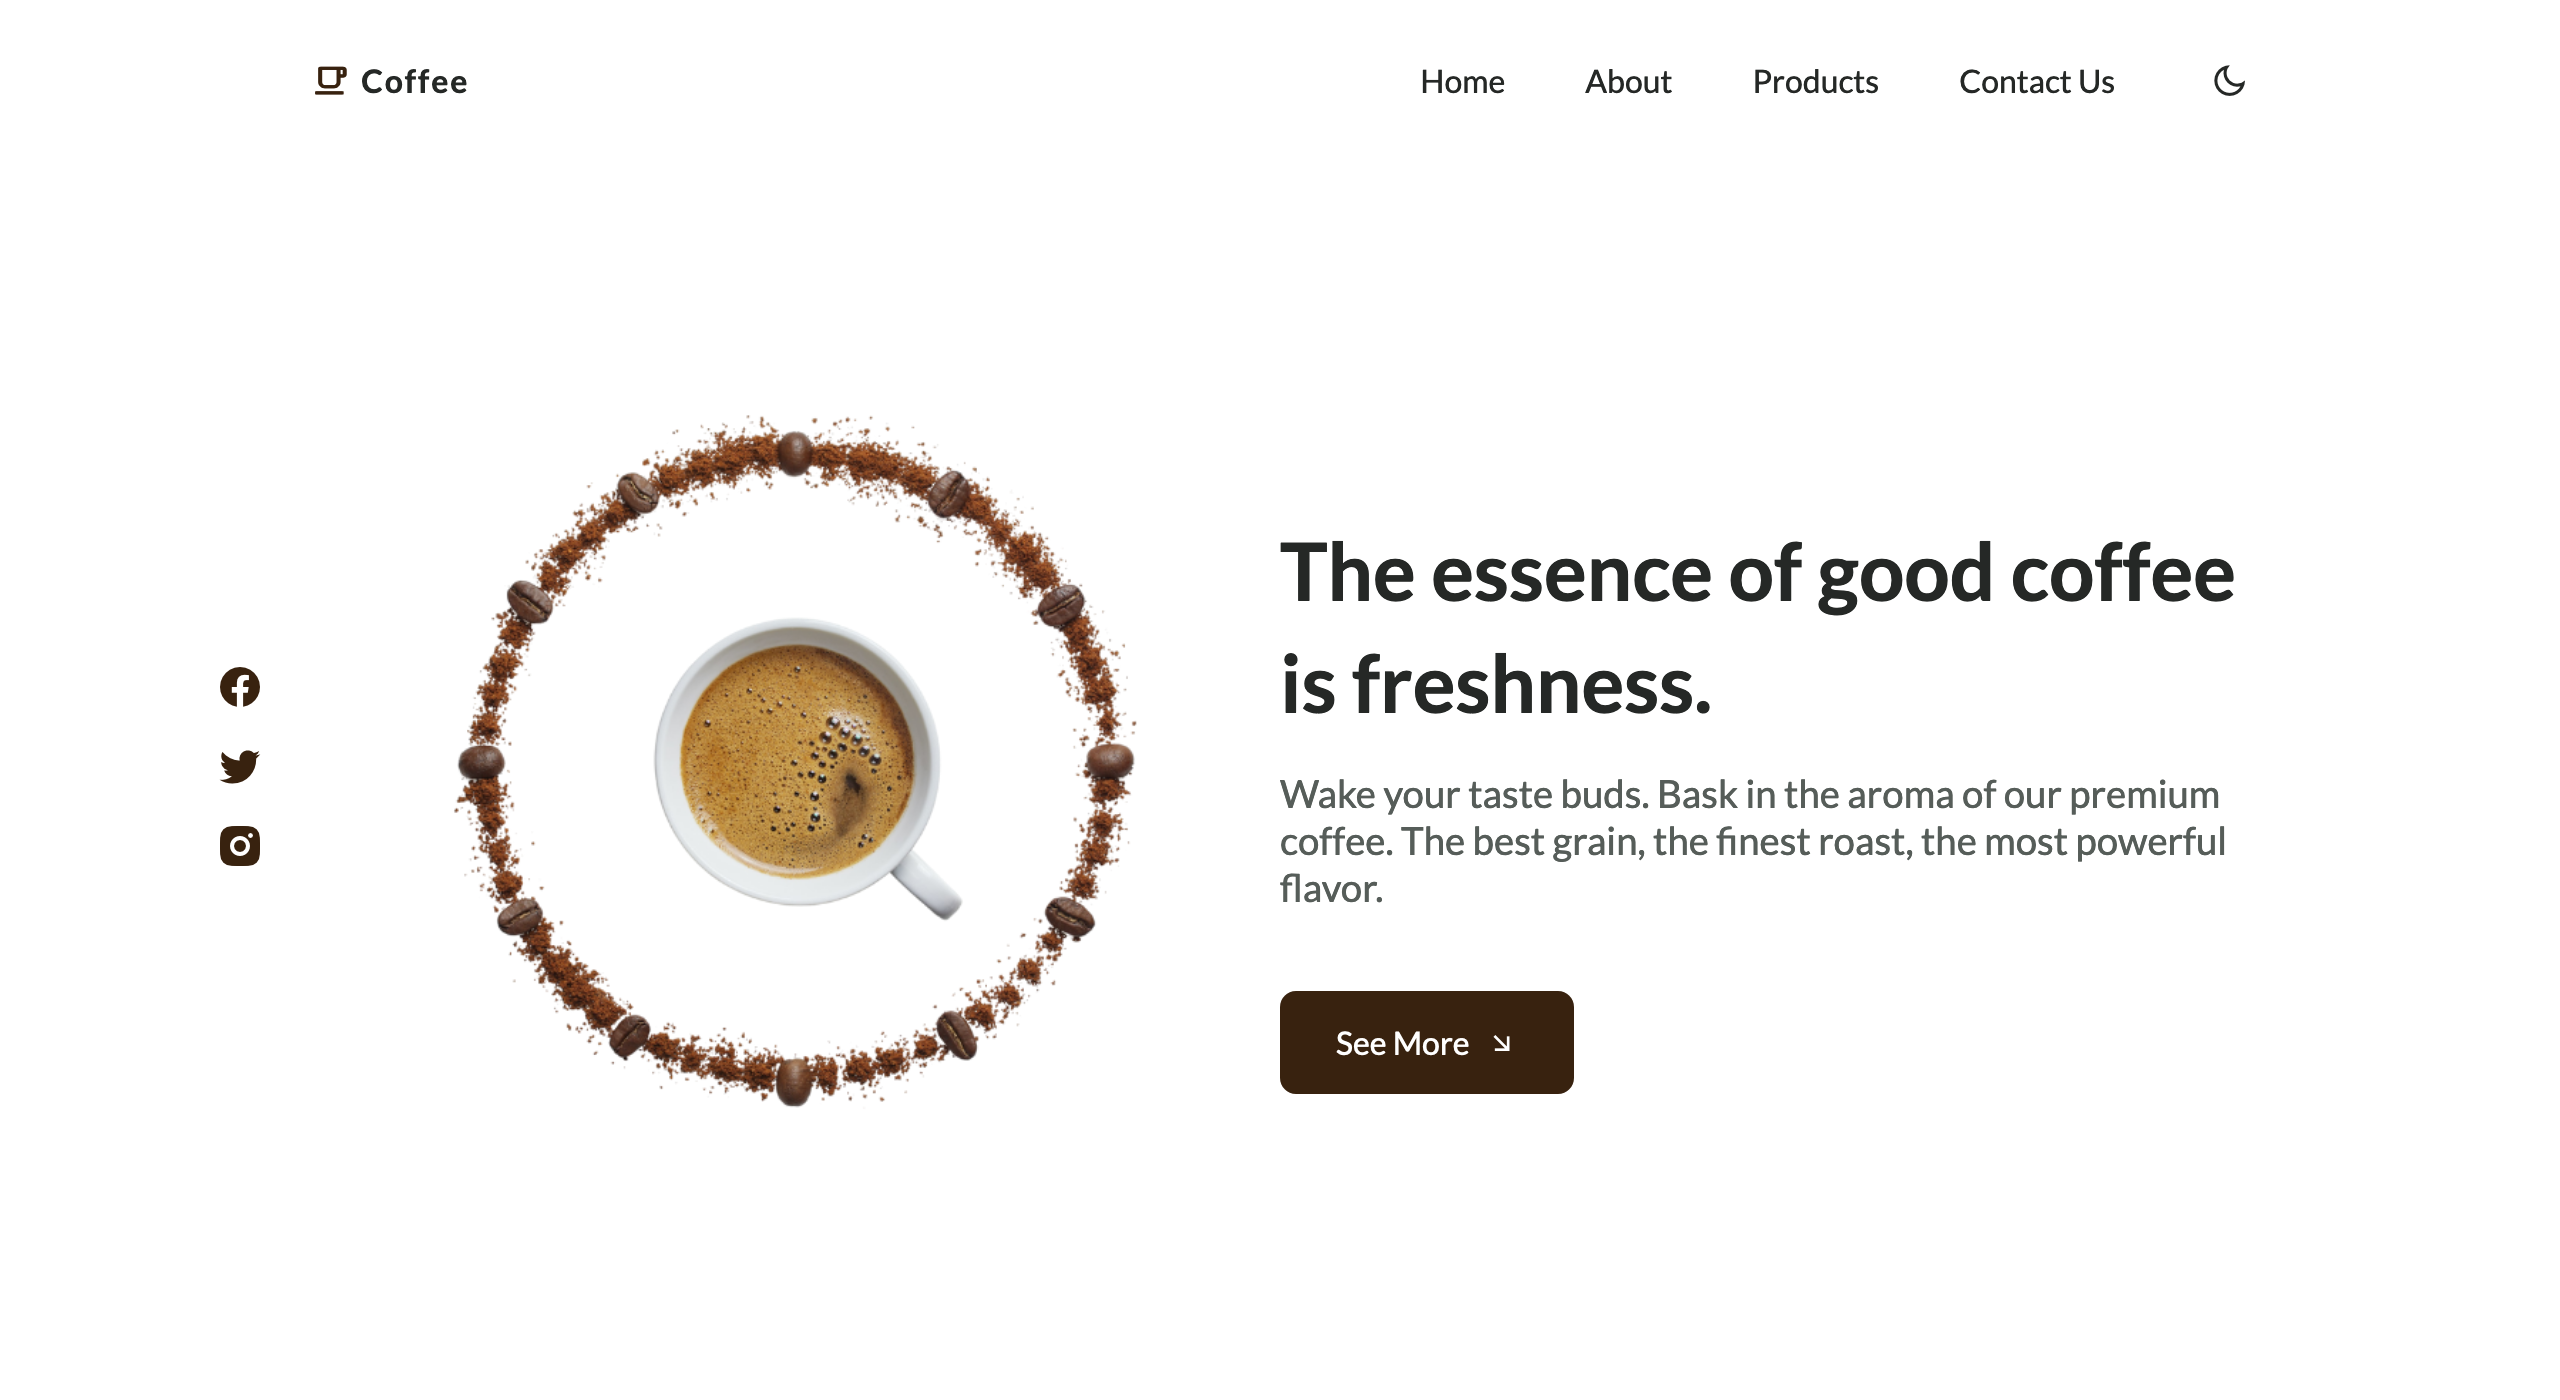 Coffee
Home
About
Products
Contact Us
The essence of good coffee
is freshness.
Wake your taste buds. Bask in the aroma of our premium
coffee. The best grain, the finest roast, the most powerful
flavor.
See More